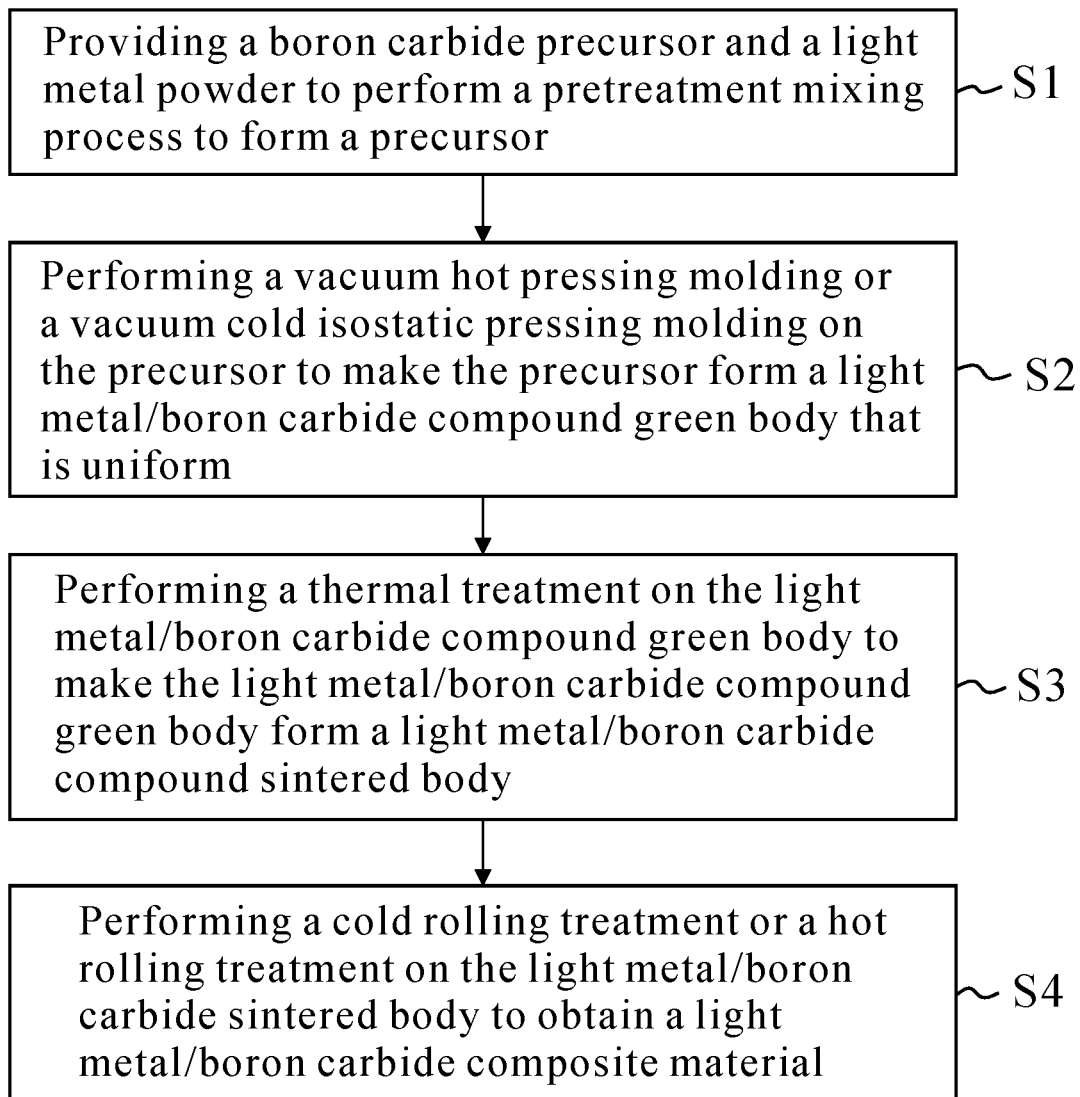 Providing a boron carbide precursor and a light
metal powder to perform a pretreatment mixing
process to form a precursor
S1
Performing a vacuum hot pressing molding or
a vacuum cold isostatic pressing molding on
the precursor to make the precursor form a light
metal/boron carbide compound green body that
is uniform
S2
Performing a thermal treatment on the light
metal/boron carbide compound green body to
make the light metal/boron carbide compound
green body form a light metal/boron carbide
compound sintered body
S3
Performing a cold rolling treatment or a hot
rolling treatment on the light metal/boron
carbide sintered body to obtain a light
metal/boron carbide composite material
S4